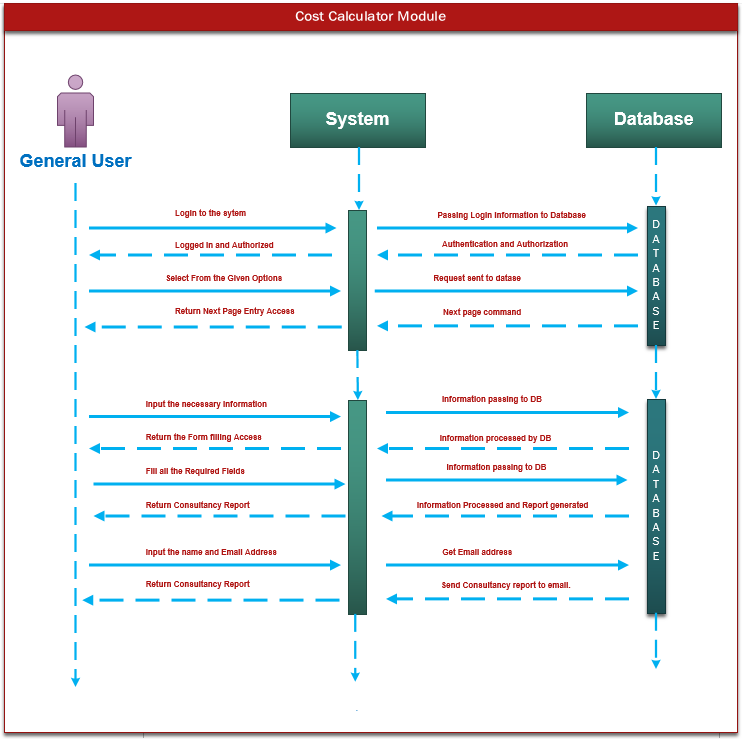 Cost Calculator Module
System
Database
General User
Login to the sytem
Passing Login Information to Database
Logged in and Authorized
Authentication and Authorization
Select From the Given Options
Request sent to datase
Return Next Page Entry Access
Next page command
DATABASE
Input the necessary Information
Information passing to DB
Return the Form filling Access
Information processed by DB
Fill all the Required Fields
Information passing to DB
Return Consultancy Report
Information Processed and Report generated
Input the name and Email Address
Get Email address
Return Consultancy Report
Send Consultancy report to email.
DATABASE